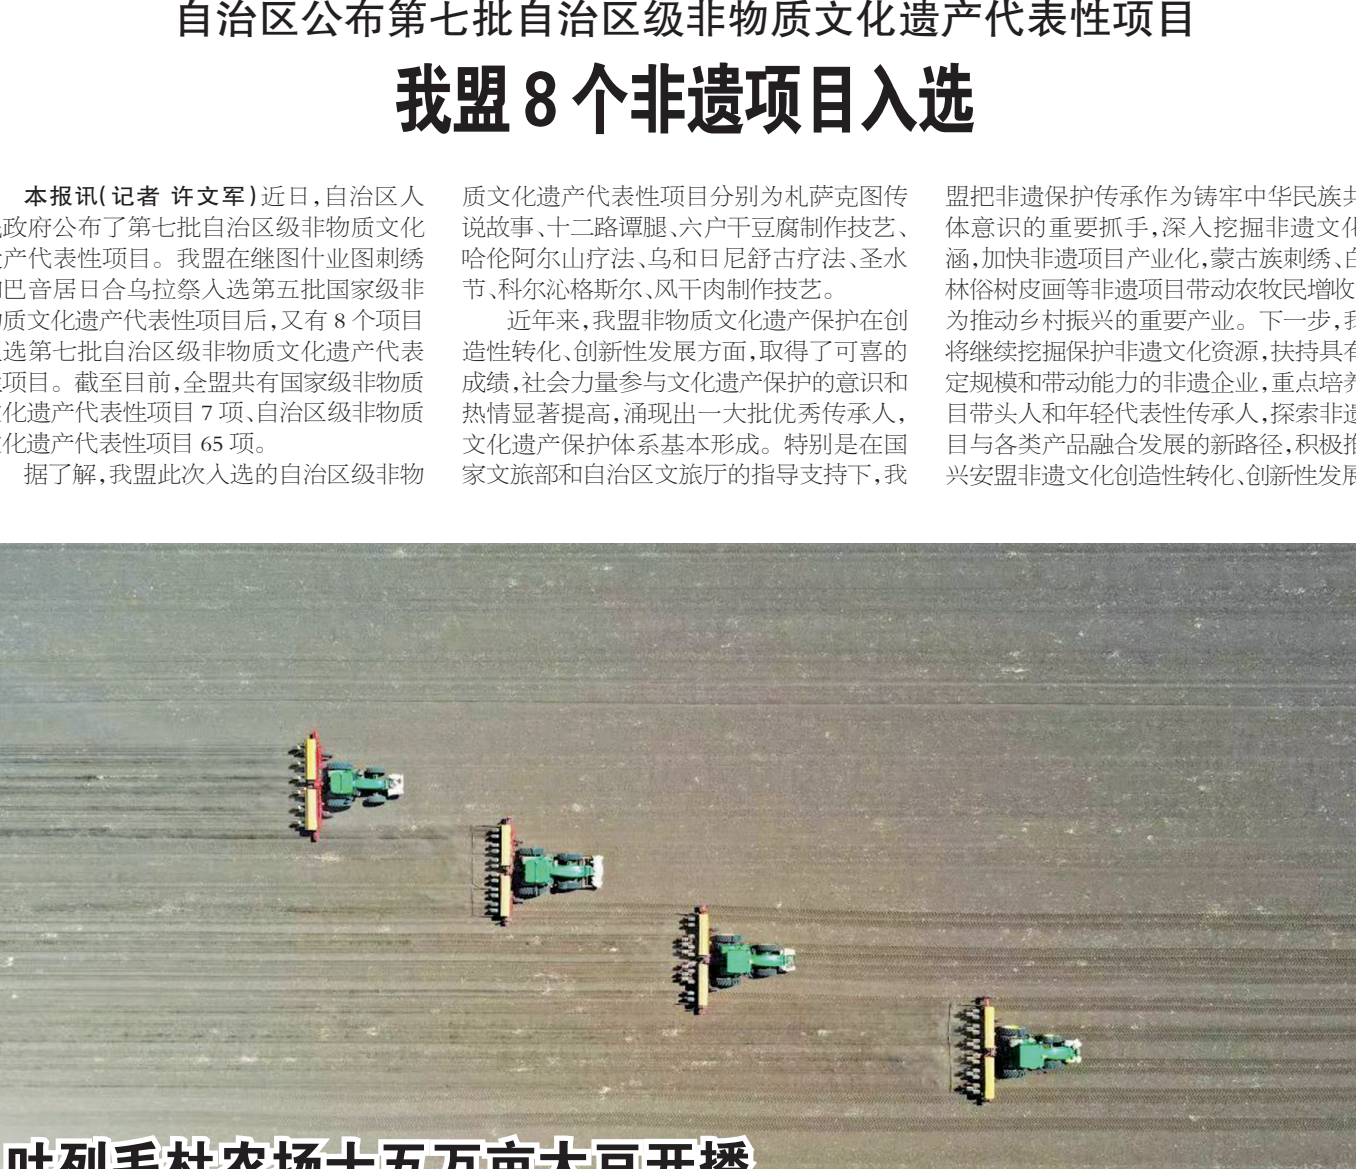 自治区公布第七批自治区级非物质文化遗产代表性项目
我盟8个非遗项目入选
本报讯(记者 许文军)近日,自治区人
政府公布了第七批自治区级非物质文化
产代表性项目。我盟在继图什业图刺绣
巴音居日合乌拉祭入选第五批国家级非
质文化遗产代表性项目后,又有8个项目
选第七批自治区级非物质文化遗产代表
项目。截至目前,全盟共有国家级非物质
化遗产代表性项目7项、自治区级非物质
化遗产代表性项目65项。
据了解,我盟此次入选的自治区级非物
质文化遗产代表性项目分别为札萨克图传
说故事、十二路谭腿、六户干豆腐制作技艺、
哈伦阿尔山疗法、乌和日尼舒古疗法、圣水
节、科尔沁格斯尔、风干肉制作技艺。
近年来,我盟非物质文化遗产保护在创
造性转化、创新性发展方面,取得了可喜的
成绩,社会力量参与文化遗产保护的意识和
热情显著提高,涌现出一大批优秀传承人,
文化遗产保护体系基本形成。特别是在国
家文旅部和自治区文旅厅的指导支持下,我
盟把非遗保护传承作为铸牢中华民族共
体意识的重要抓手,深入挖掘非遗文化
涵,加快非遗项目产业化,蒙古族刺绣、白
林俗树皮画等非遗项目带动农牧民增收
为推动乡村振兴的重要产业。下一步,我
将继续挖掘保护非遗文化资源,扶持具有
定规模和带动能力的非遗企业,重点培养
目带头人和年轻代表性传承人,探索非遗
目与各类产品融合发展的新路径,积极推
兴安盟非遗文化创造性转化、创新性发展
吐列毛杜农场十五万亩大豆开播